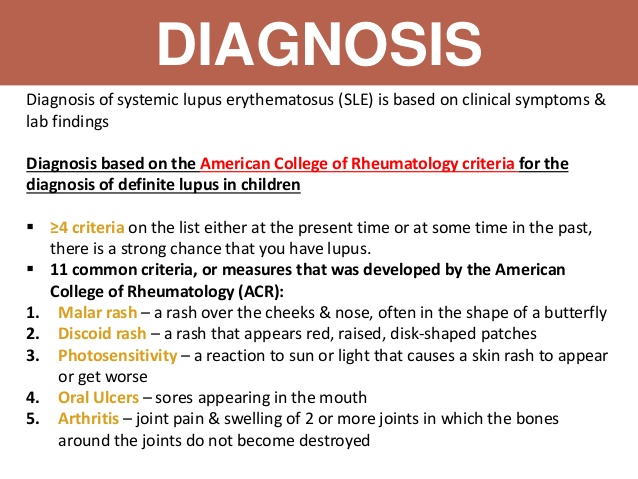 DIAGNOSIS
Diagnosis of systemic lupus erythematosus (SLE) is based on clinical symptoms &
lab findings
Diagnosis based on the American College of Rheumatology criteria for the
diagnosis of definite lupus in children
▪ ≥4 criteria on the list either at the present time or at some time in the past,
there is a strong chance that you have lupus.
▪ 11 common criteria, or measures that was developed by the American
College of Rheumatology (ACR):
1. Malar rash – a rash over the cheeks & nose, often in the shape of a butterfly
2. Discoid rash – a rash that appears red, raised, disk-shaped patches
3. Photosensitivity – a reaction to sun or light that causes a skin rash to appear
or get worse
4. Oral Ulcers – sores appearing in the mouth
5. Arthritis – joint pain & swelling of 2 or more joints in which the bones
around the joints do not become destroyed